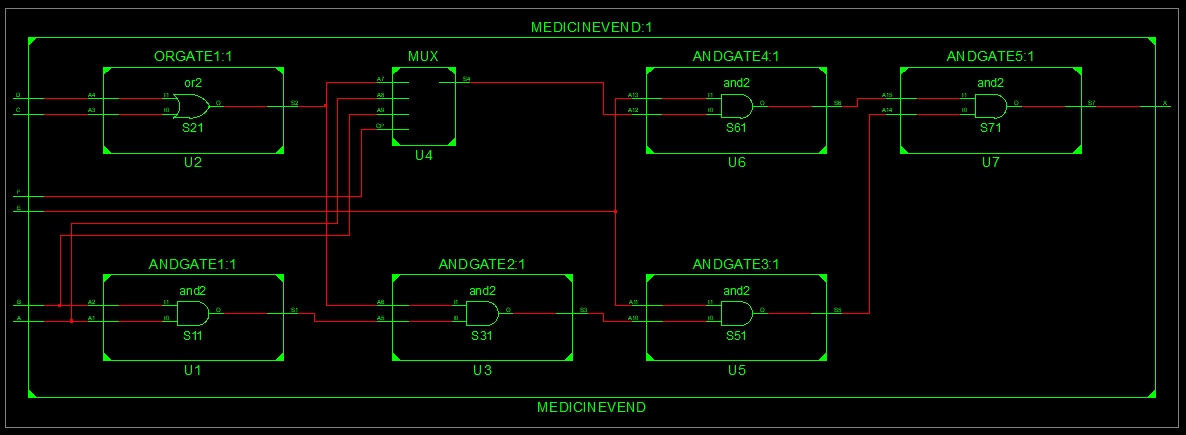 MEDICINEVEND:1
ORGATE1:1
MUX
ANDGATE4:1
ANDGATE5:1
or2
and2
and2
D
A4
I1
A7
S4
A13
I1
A15
I1
C
A3
I0
O
S2
A8
A12
I0
O
S6
A14
I0
O
S7
X
A9
S21
OP
S61
S71
U2
U4
U6
U7
F
E
ANDGATE1:1
ANDGATE2:1
ANDGATE3:1
and2
and2
and2
B
A2
I1
A6
I1
A11
I1
A
A1
I0
O
S1
A5
I0
O
S3
A10
I0
O
S5
S11
S31
S51
U1
U3
U5
MEDICINEVEND